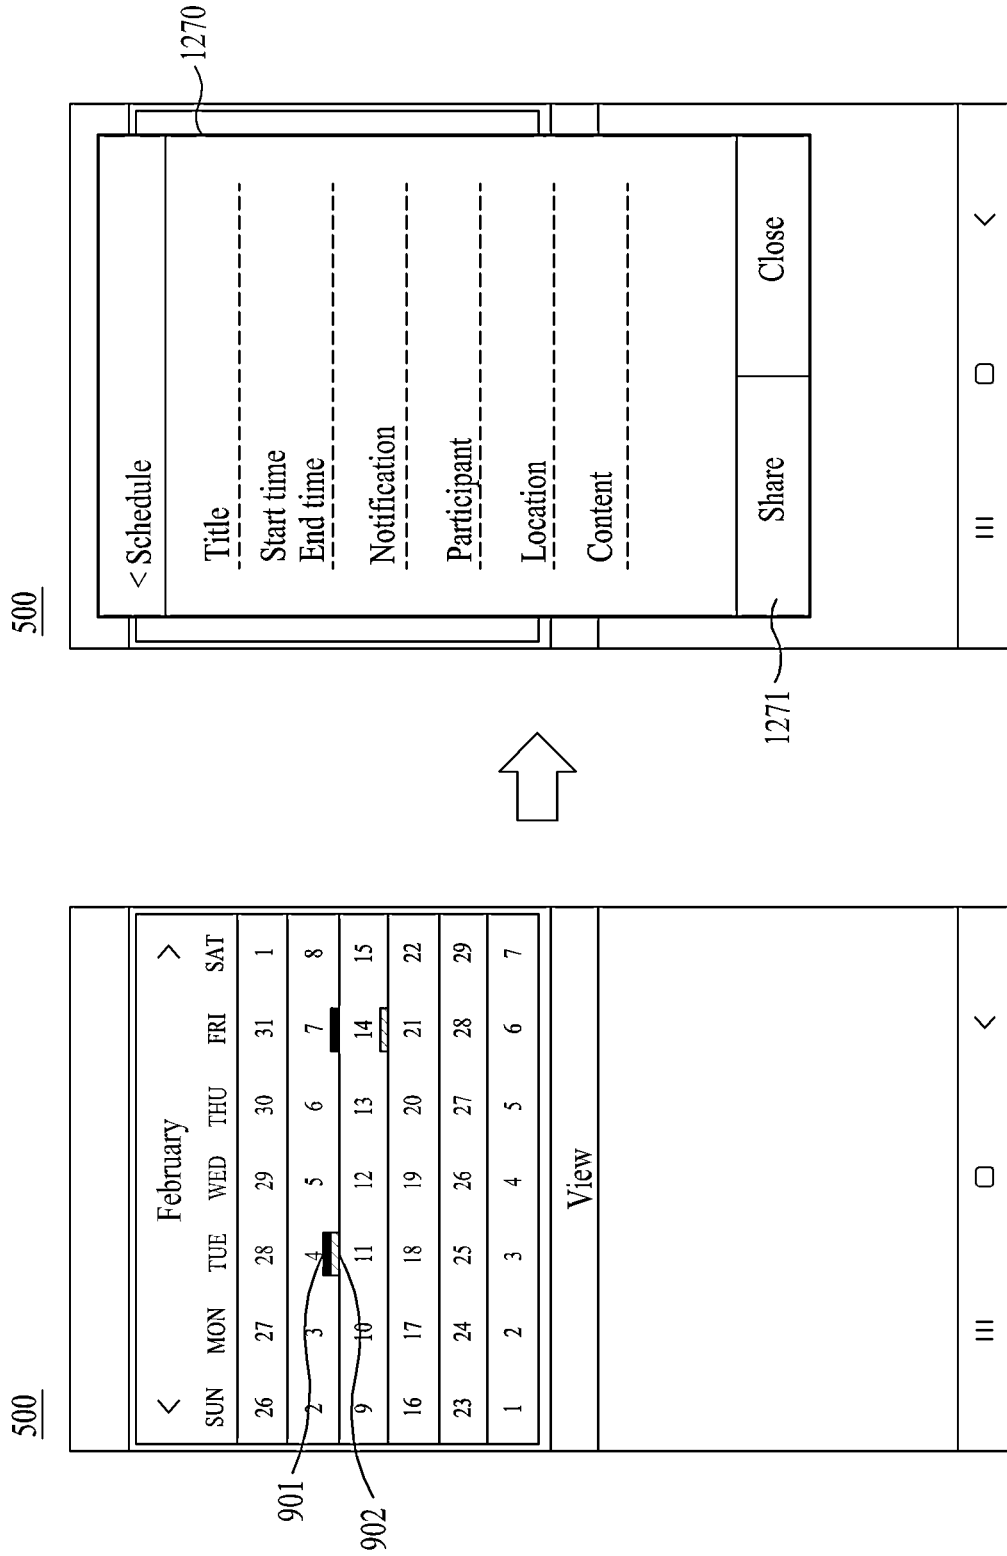 500
< February >
SUN MON TUE WED THU FRI SAT
26 27 28 29 30 31 1
2 3 4 5 6 7 8
9 10 11 12 13 14 15
16 17 18 19 20 21 22
23 24 25 26 27 28 29
1 2 3 4 5 6 7
View
901
902
500
< Schedule
Title
Start time
End time
Notification
Participant
Location
Content
Share Close
1270
1271